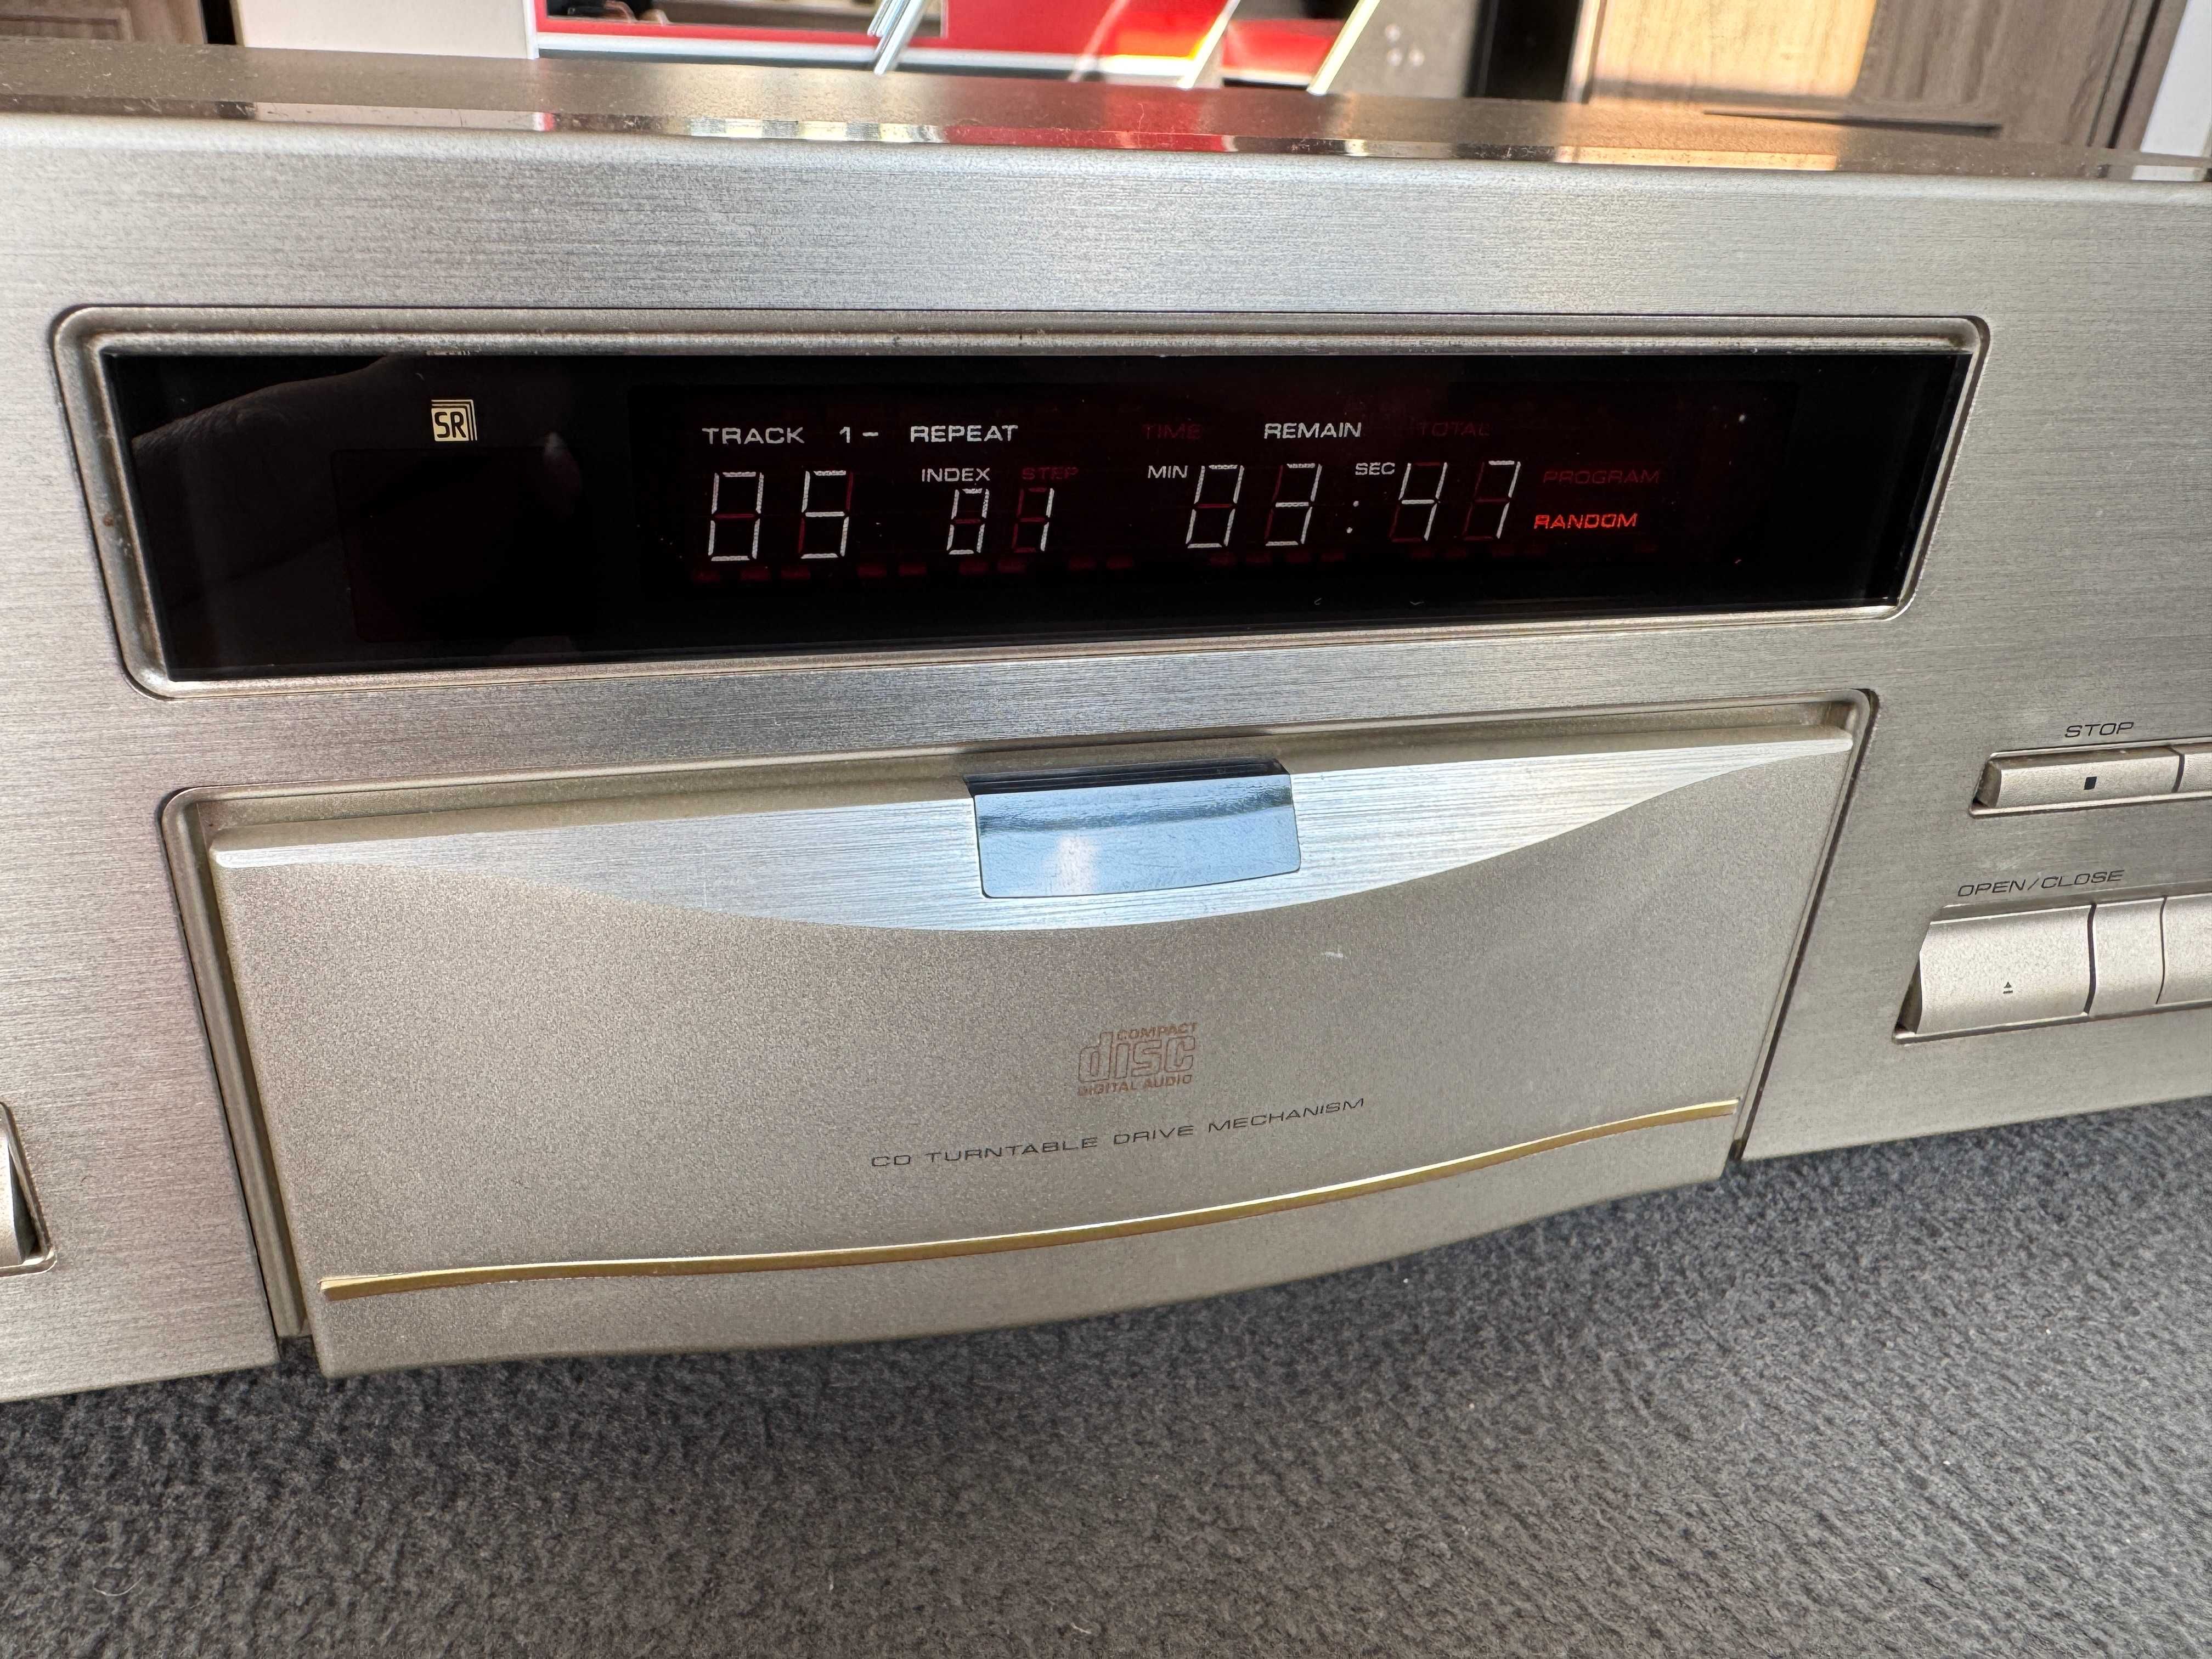 SR
TRACK 1- REPEAT TIME REMAIN TOTAL
INDEX STEP MIN SEC PROGRAM
05 01 03:47 RANDOM
STOP
OPEN/CLOSE
COMPACT
disc
DIGITAL AUDIO
CD TURNTABLE DRIVE MECHANISM